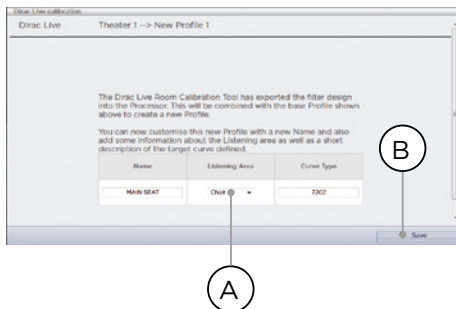 Dirac Live calibration
Dirac Live Theater 1 --> New Profile 1
The Dirac Live Room Calibration Tool has exported the filter design
into the Processor. This will be combined with the base Profile shown
above to create a new Profile.
You can now customise this new Profile with a new Name and also
add some information about the Listening area as well as a short
description of the target curve defined.
Name Listening Area Curve Type
MAIN SEAT Chair 7202
B
Save
A